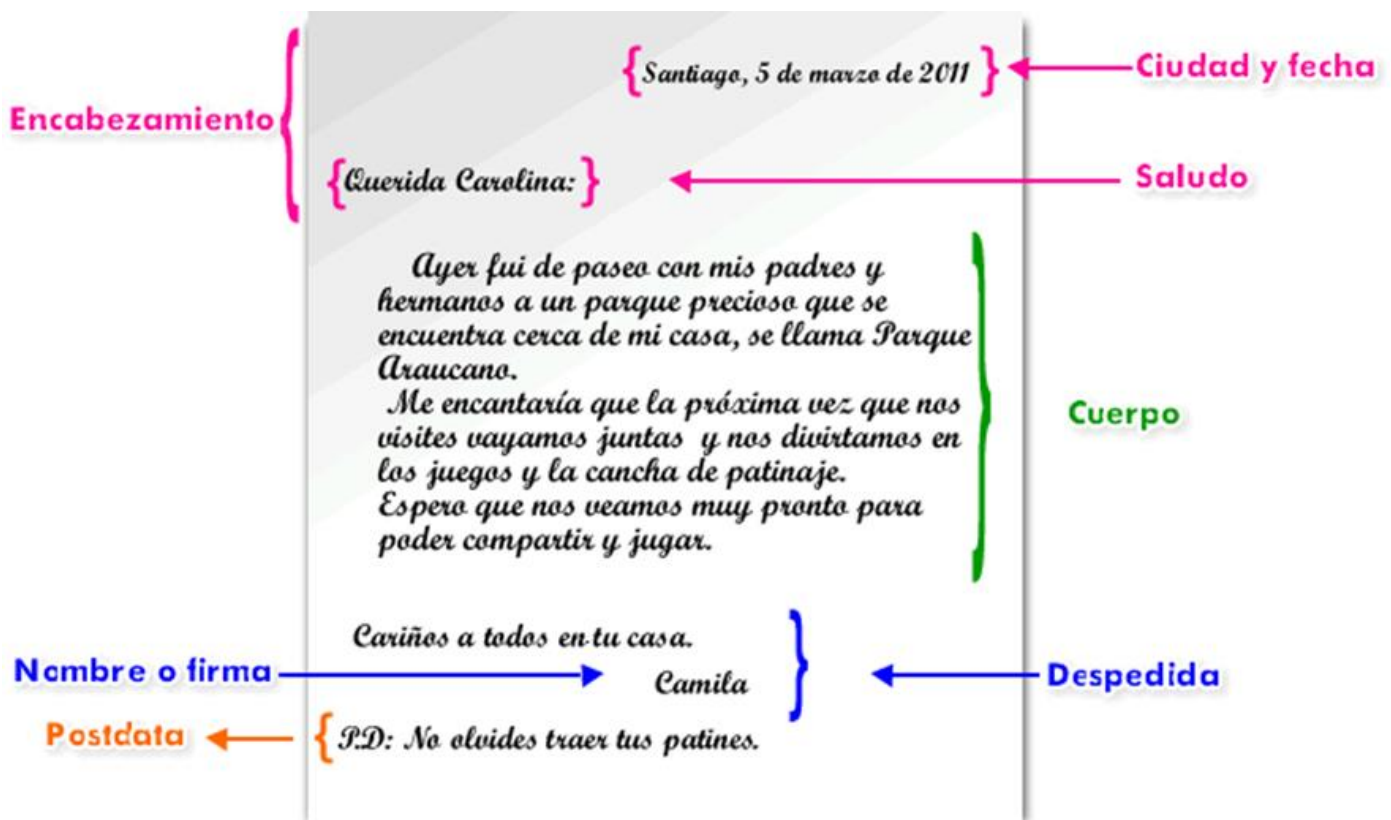 Santiago, 5 de marzo de 2011
Ciudad y fecha
Encabezamiento
Querida Carolina:
Saludo
Ayer fui de paseo con mis padres y
hermanos a un parque precioso que se
encuentra cerca de mi casa, se llama Parque
Araucano.
Me encantaría que la próxima vez que nos
visites vayamos juntas y nos divirtamos en
los juegos y la cancha de patinaje.
Espero que nos veamos muy pronto para
poder compartir y jugar.
Cuerpo
Cariños a todos en tu casa.
Nombre o firma
Camila
Despedida
Postdata
P.D: No olvides traer tus patines.